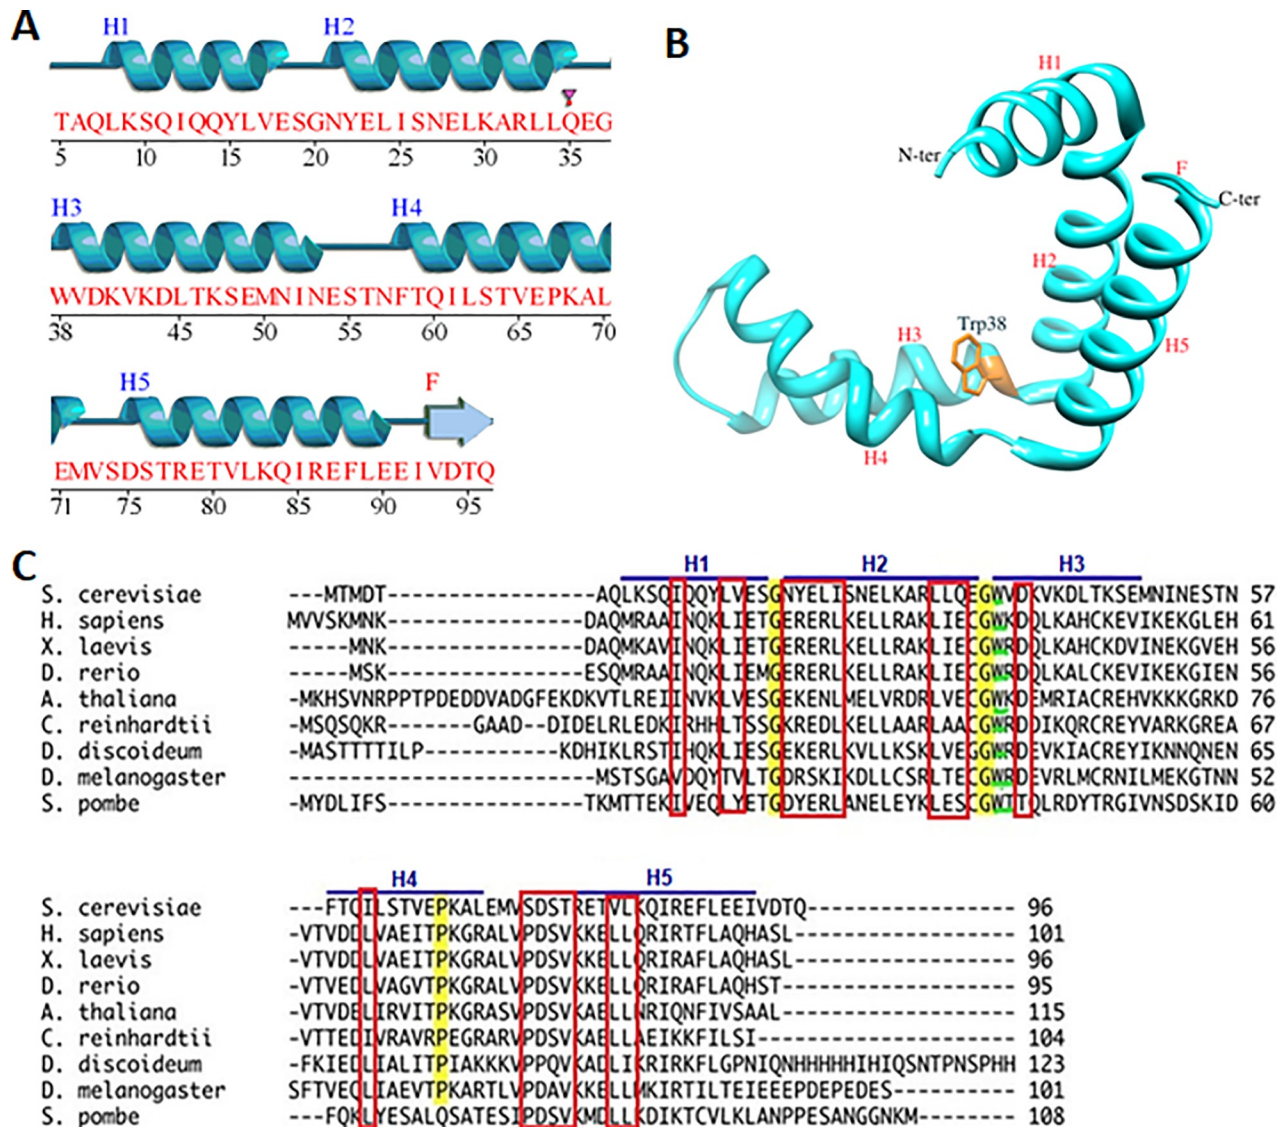 A
H1 H2
TAQLKSQIQQYLVESGNYELISNELKARLLQEG
5 10 15 20 25 30 35
H3 H4
WVDKVKDLTKSEMNINESTNFTQILSTVEPKAL
38 45 50 55 60 65 70
H5 F
EMVSDSTRETVLKQIREFLEEIVDTQ
71 75 80 85 90 95
B
H1
N-ter
F
C-ter
H2
Trp38
H3
H5
H4
C
H1 H2 H3
S. cerevisiae ---MTMDT------------------AQLKSQIQQYLVESGNYELISNELKARLLQEGWVDKVKDLTKSEMNINESTN 57
H. sapiens MVVSKMNK-----------------DAQMRAAINQKLIETGERERLKELLRAKLIECGWKDQLKAHCKEVIKEKGLEH 61
X. laevis -----MNK-----------------DAQMKAVINQKLIETGERERLKELLRAKLIECGWRDQLKAHCKDVINEKGVEH 56
D. rerio -----MSK-----------------ESQMRAAINQKLIEMGERERLKELLRAKLIECGWRDQLKALCKEVIKEKGIEN 56
A. thaliana -MKHSVNRPPTPDEDDVADGFEKDKVTLREIINVKLVESGEKENLMELVRDRLVECGWKDEMRIACREHVKKKGRKD 76
C. reinhardtii -MSQSQKR-------GAAD--DIDELRLEDKIRHHLTSSGKREDLKELLAARLAACGWRDDIKQRCREYVARKGREA 67
D. discoideum -MASTTTTILP------------KDHIKLRSTIHQKLIESGEKERLKVLLKSKLVEGGWRDEVKIACREYIKNNQNEN 65
D. melanogaster --------------------------MSTSGAVDQYTVLTGDRSKIKDLLCSRLTECGWRDEVRLMCRNILMEKGTNN 52
S. pombe -MYDLIFS-----------------TKMTTEKIVEQLYETGDYERLANELEYKLESCGWTTQLRDYTRGIVNSDSKID 60
H4 H5
S. cerevisiae ---FTQILSTVEPKALEMVSDSTRETVLKQIREFLEEIVDTQ------------------ 96
H. sapiens -VTVDDLVAEITPKGRALVPDSVKKELLQRIRTFLAQHASL------------------- 101
X. laevis -VTVDDLVAEITPKGRALVPDSVKKELLQRIRAFLAQHASL------------------- 96
D. rerio -VTVEDLVAGVTPKGRALVPDSVKKELLQRIRAFLAQHST-------------------- 95
A. thaliana -VTVDELIRVITPKGRASVPDSVKAELLNRIQNFIVSAAL-------------------- 115
C. reinhardtii -VTTEDIVRAVRPEGRARVPDSVKAELLAEIKKFILSI---------------------- 104
D. discoideum -FKIEDLIALITPIAKKKVPPQVKADLIKRIRKFLGPNIQNHHHHHIHIQSNTPNSPHH 123
D. melanogaster SFTVEQLIAEVTPKARTLVPDAVKKELLMKIRTILTEIEEEPDEPEDES----------- 101
S. pombe ---FQKLYESALQSATESIPDSVKMDLLKDIKTCVLKLANPPESANGGNKM--------- 108